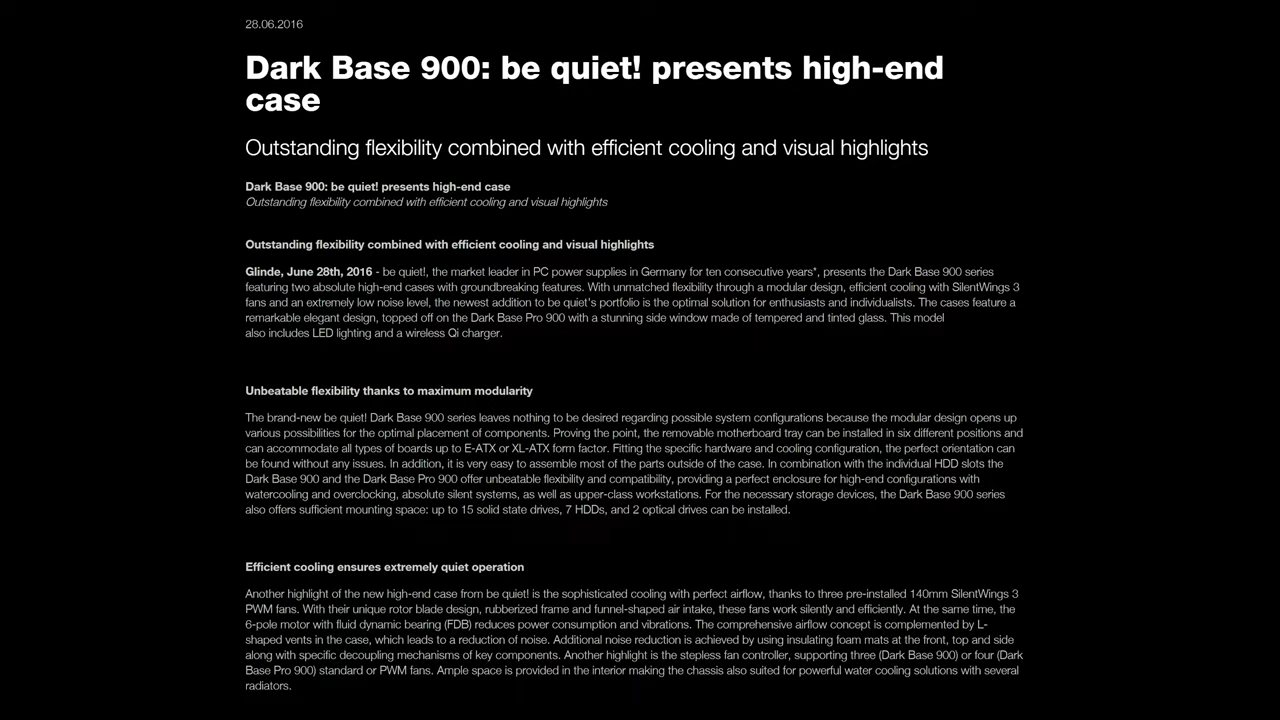 28.06.2016
Dark Base 900: be quiet! presents high-end
case
Outstanding flexibility combined with efficient cooling and visual highlights
Dark Base 900: be quiet! presents high-end case
Outstanding flexibility combined with efficient cooling and visual highlights
Outstanding flexibility combined with efficient cooling and visual highlights
Glinde, June 28th, 2016 - be quiet!, the market leader in PC power supplies in Germany for ten consecutive years*, presents the Dark Base 900 series
featuring two absolute high-end cases with groundbreaking features. With unmatched flexibility through a modular design, efficient cooling with SilentWings 3
fans and an extremely low noise level, the newest addition to be quiet's portfolio is the optimal solution for enthusiasts and individualists. The cases feature a
remarkable elegant design, topped off on the Dark Base Pro 900 with a stunning side window made of tempered and tinted glass. This model
also includes LED lighting and a wireless Qi charger.
Unbeatable flexibility thanks to maximum modularity
The brand-new be quiet! Dark Base 900 series leaves nothing to be desired regarding possible system configurations because the modular design opens up
various possibilities for the optimal placement of components. Proving the point, the removable motherboard tray can be installed in six different positions and
can accommodate all types of boards up to E-ATX or XL-ATX form factor. Fitting the specific hardware and cooling configuration, the perfect orientation can
be found without any issues. In addition, it is very easy to assemble most of the parts outside of the case. In combination with the individual HDD slots the
Dark Base 900 and the Dark Base Pro 900 offer unbeatable flexibility and compatibility, providing a perfect enclosure for high-end configurations with
watercooling and overclocking, absolute silent systems, as well as upper-class workstations. For the necessary storage devices, the Dark Base 900 series
also offers sufficient mounting space: up to 15 solid state drives, 7 HDDs, and 2 optical drives can be installed.
Efficient cooling ensures extremely quiet operation
Another highlight of the new high-end case from be quiet! is the sophisticated cooling with perfect airflow, thanks to three pre-installed 140mm SilentWings 3
PWM fans. With their unique rotor blade design, rubberized frame and funnel-shaped air intake, these fans work silently and efficiently. At the same time, the
6-pole motor with fluid dynamic bearing (FDB) reduces power consumption and vibrations. The comprehensive airflow concept is complemented by L-
shaped vents in the case, which leads to a reduction of noise. Additional noise reduction is achieved by using insulating foam mats at the front, top and side
along with specific decoupling mechanisms of key components. Another highlight is the stepless fan controller, supporting three (Dark Base 900) or four (Dark
Base Pro 900) standard or PWM fans. Ample space is provided in the interior making the chassis also suited for powerful water cooling solutions with several
radiators.